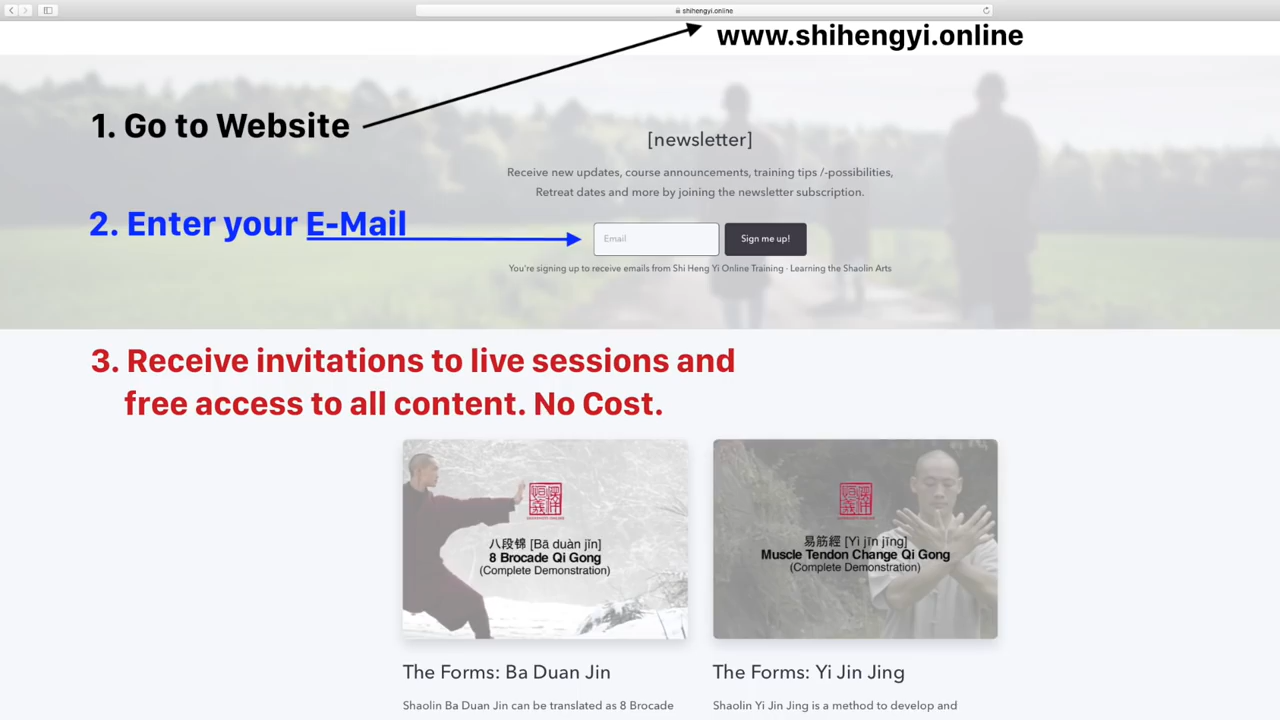 shihengyi.online
www.shihengyi.online
1. Go to Website
[newsletter]
Receive new updates, course announcements, training tips /-possibilities,
Retreat dates and more by joining the newsletter subscription.
2. Enter your E-Mail
Email
Sign me up!
You're signing up to receive emails from Shi Heng Yi Online Training · Learning the Shaolin Arts
3. Receive invitations to live sessions and
free access to all content. No Cost.
八段锦 [Bā duàn jǐn]
8 Brocade Qi Gong
(Complete Demonstration)
易筋經 [Yì jīn jīng]
Muscle Tendon Change Qi Gong
(Complete Demonstration)
The Forms: Ba Duan Jin
The Forms: Yi Jin Jing
Shaolin Ba Duan Jin can be translated as 8 Brocade
Shaolin Yi Jin Jing is a method to develop and